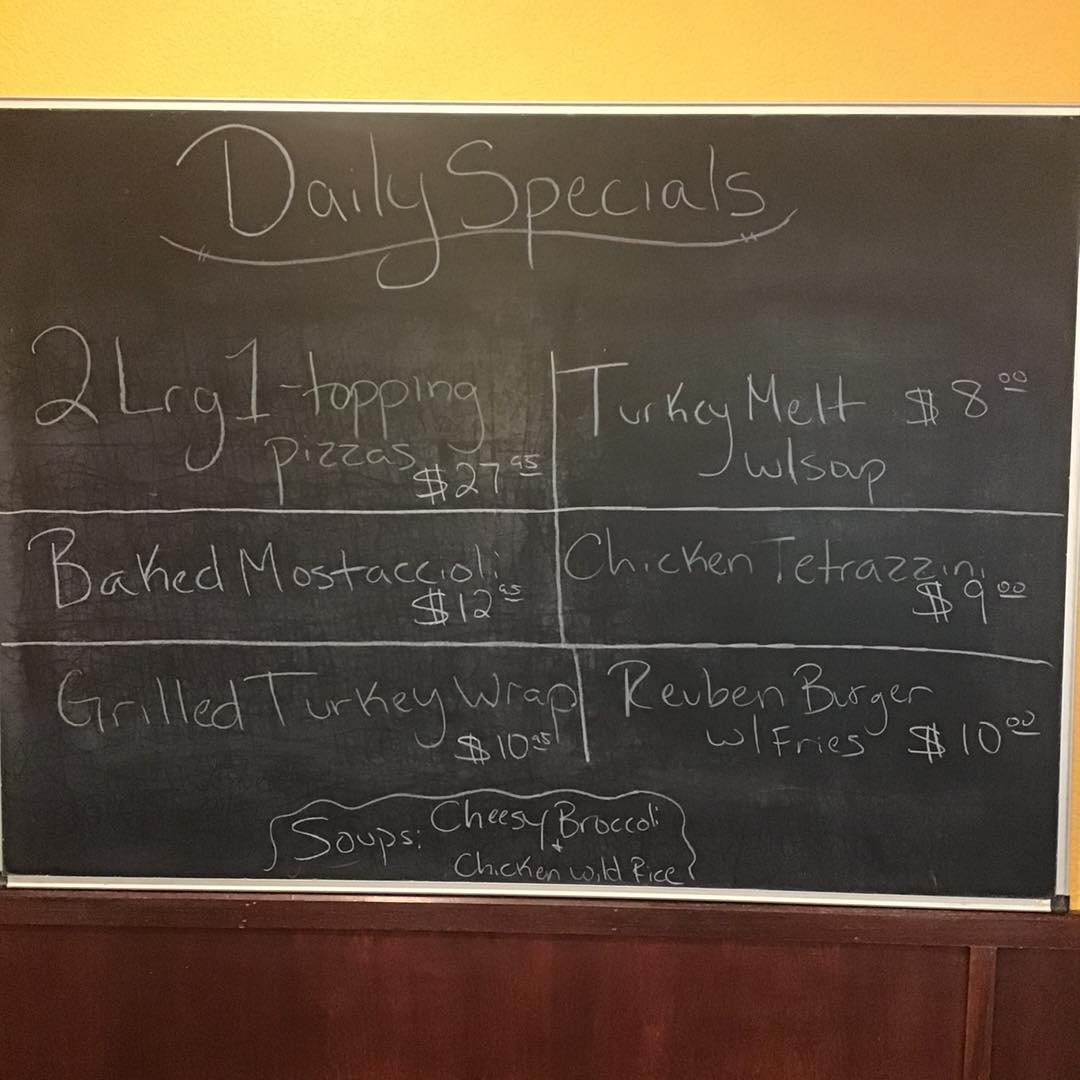 Daily Specials
2 Lrg 1-topping
pizzas
$27.95
Turkey Melt $8.00
w/soap
Baked Mostaccioli
$12.95
Chicken Tetrazzini
$9.00
Grilled Turkey Wrap
$10.95
Reuben Burger
w/Fries $10.00
Soups: Cheesy Broccoli
+
Chicken Wild Rice